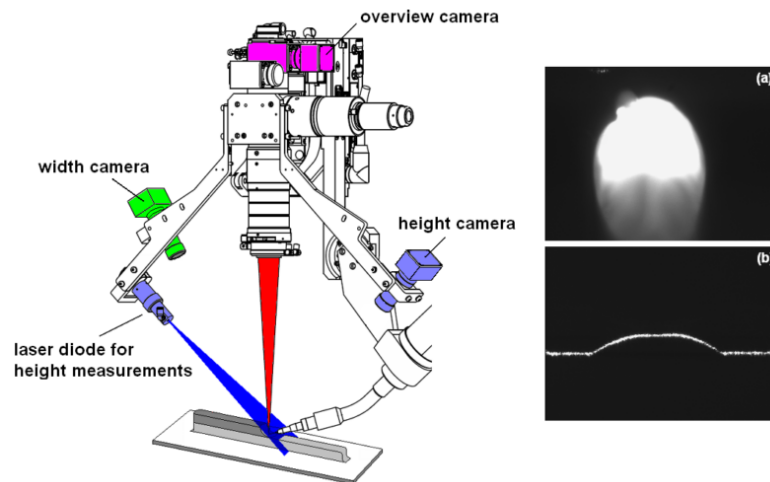 overview camera
(a)
width camera
height camera
(b)
laser diode for
height measurements